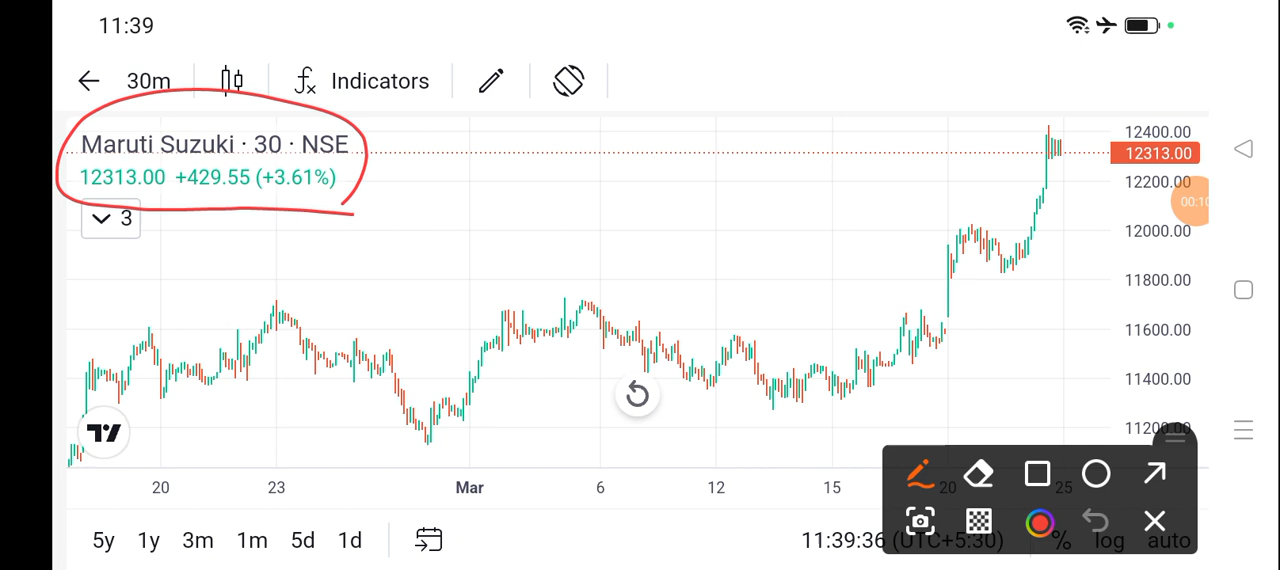 11:39
30m Indicators
Maruti Suzuki · 30 · NSE
12313.00 +429.55 (+3.61%)
3
12400.00
12313.00
12200.00
00:10
12000.00
11800.00
11600.00
11400.00
11200.00
20 23 Mar 6 12 15 20 25
5y 1y 3m 1m 5d 1d 11:39:36 (UTC+5:30) % log auto